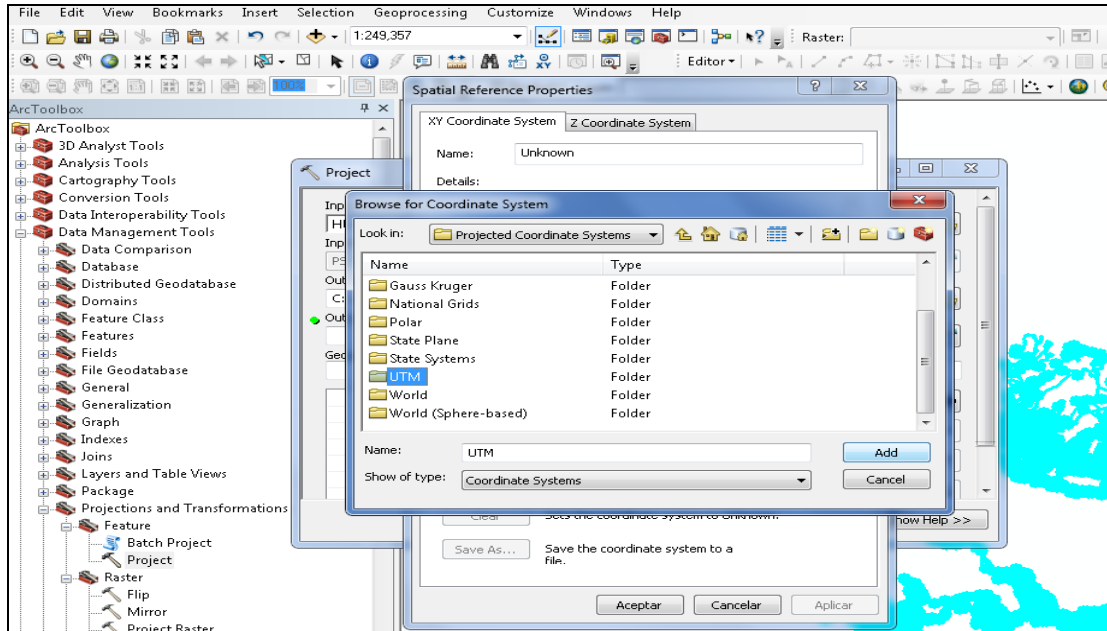 File Edit View Bookmarks Insert Selection Geoprocessing Customize Windows Help
1:249,357
Raster:
Editor
100%
ArcToolbox
ArcToolbox
3D Analyst Tools
Analysis Tools
Cartography Tools
Conversion Tools
Data Interoperability Tools
Data Management Tools
Data Comparison
Database
Distributed Geodatabase
Domains
Feature Class
Features
Fields
File Geodatabase
General
Generalization
Graph
Indexes
Joins
Layers and Table Views
Package
Projections and Transformations
Feature
Batch Project
Project
Raster
Flip
Mirror
Project Raster
Project
Spatial Reference Properties
XY Coordinate System Z Coordinate System
Name: Unknown
Details:
Browse for Coordinate System
Look in: Projected Coordinate Systems
Name Type
Gauss Kruger Folder
National Grids Folder
Polar Folder
State Plane Folder
State Systems Folder
UTM Folder
World Folder
World (Sphere-based) Folder
Name: UTM Add
Show of type: Coordinate Systems Cancel
Clear Sets the coordinate system to Unknown.
Save As... Save the coordinate system to a
file.
Aceptar Cancelar Aplicar
how Help >>